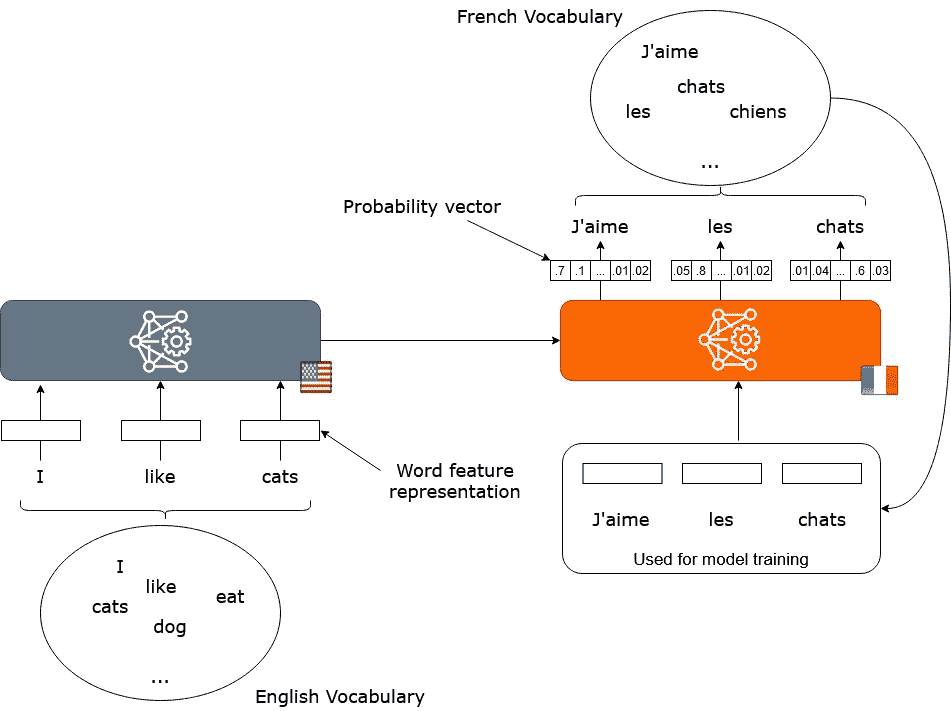 French Vocabulary
J'aime
chats
les
chiens
...
Probability vector
J'aime les chats
.7 .1 ... .01 .02
.05 .8 ... .01 .02
.01 .04 ... .6 .03
I like cats
Word feature
representation
J'aime les chats
Used for model training
I
like
cats
eat
dog
...
English Vocabulary